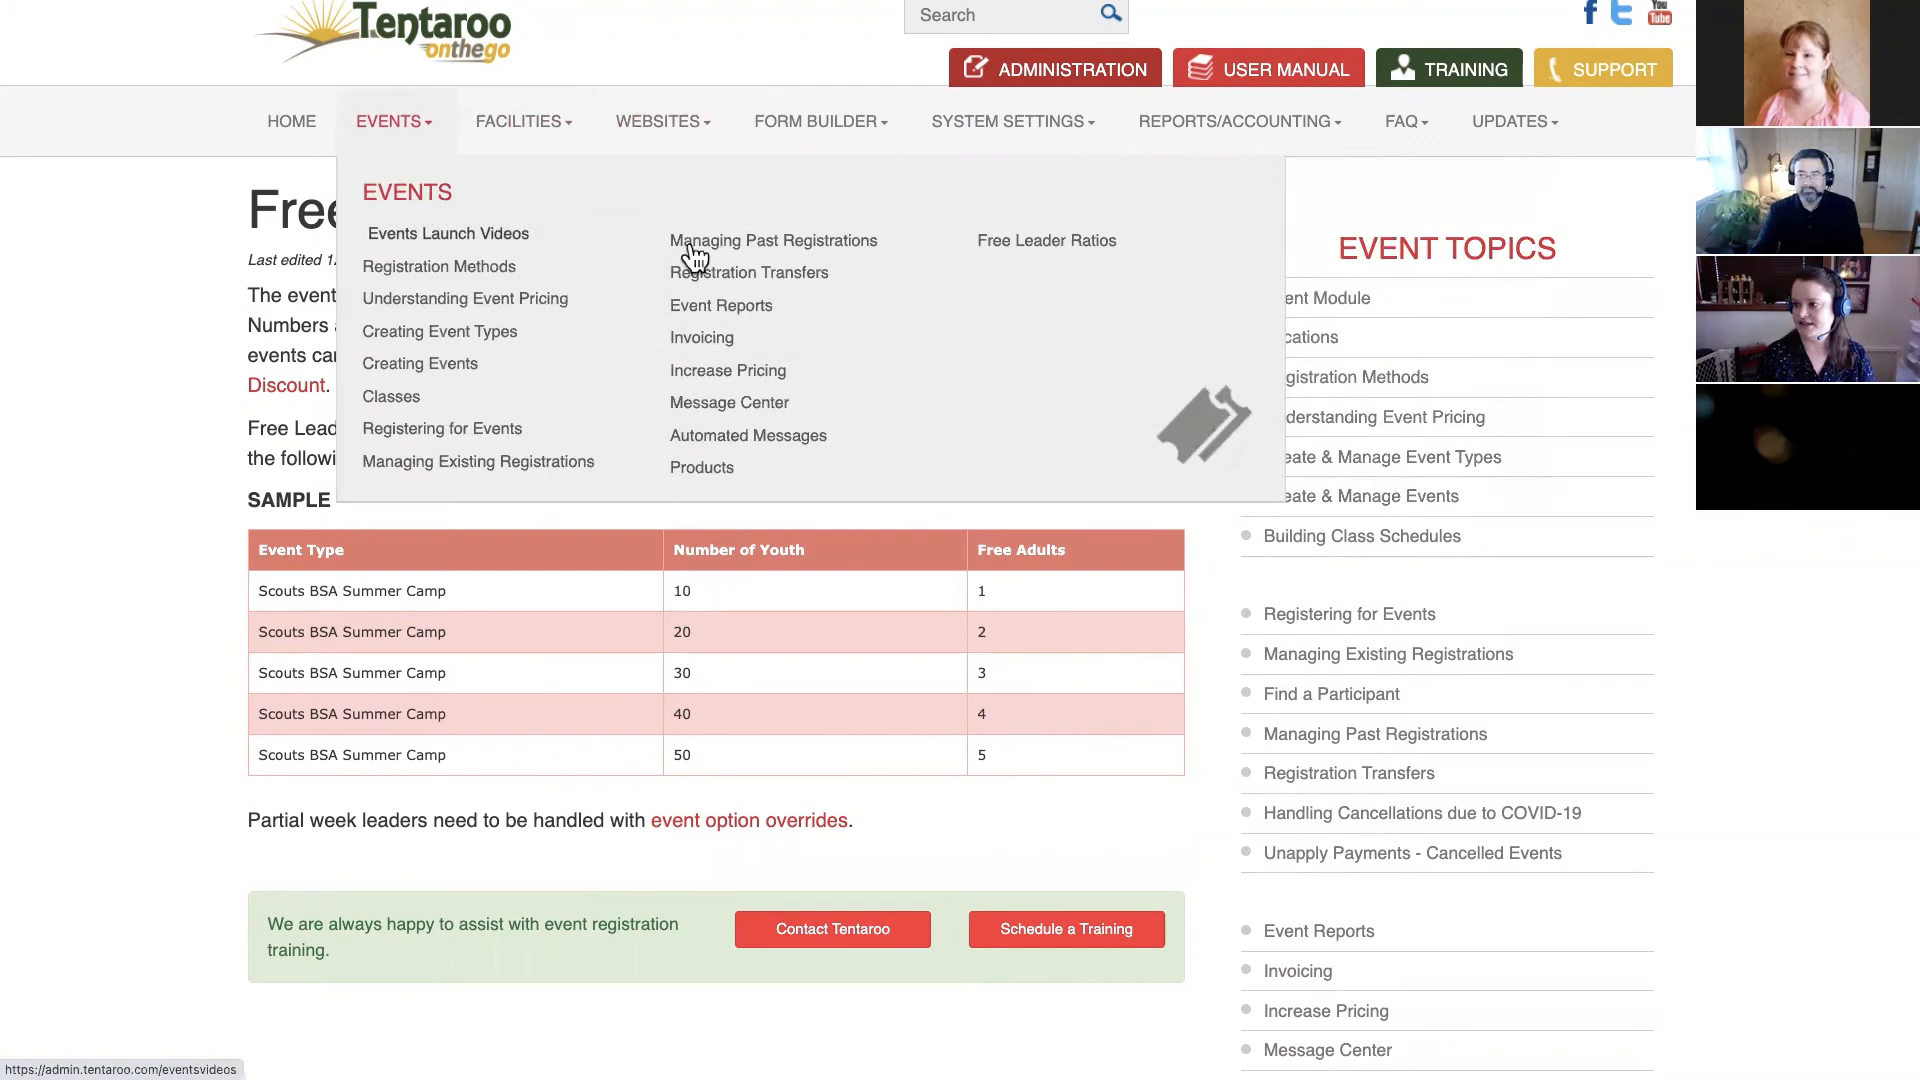 Tentaroo
onthego
Search
You
Tube
ADMINISTRATION
USER MANUAL
TRAINING
SUPPORT
HOME
EVENTS
FACILITIES
WEBSITES
FORM BUILDER
SYSTEM SETTINGS
REPORTS/ACCOUNTING
FAQ
UPDATES
Free
Last edited 1
The event
Numbers
events ca
Discount.
Free Lead
the followi
SAMPLE
EVENTS
Events Launch Videos
Registration Methods
Understanding Event Pricing
Creating Event Types
Creating Events
Classes
Registering for Events
Managing Existing Registrations
Managing Past Registrations
Registration Transfers
Event Reports
Invoicing
Increase Pricing
Message Center
Automated Messages
Products
Free Leader Ratios
Event Type Number of Youth Free Adults
Scouts BSA Summer Camp 10 1
Scouts BSA Summer Camp 20 2
Scouts BSA Summer Camp 30 3
Scouts BSA Summer Camp 40 4
Scouts BSA Summer Camp 50 5
Partial week leaders need to be handled with event option overrides.
We are always happy to assist with event registration
training.
Contact Tentaroo
Schedule a Training
EVENT TOPICS
ent Module
cations
gistration Methods
derstanding Event Pricing
eate & Manage Event Types
eate & Manage Events
Building Class Schedules
Registering for Events
Managing Existing Registrations
Find a Participant
Managing Past Registrations
Registration Transfers
Handling Cancellations due to COVID-19
Unapply Payments - Cancelled Events
Event Reports
Invoicing
Increase Pricing
Message Center
https://admin.tentaroo.com/eventsvideos